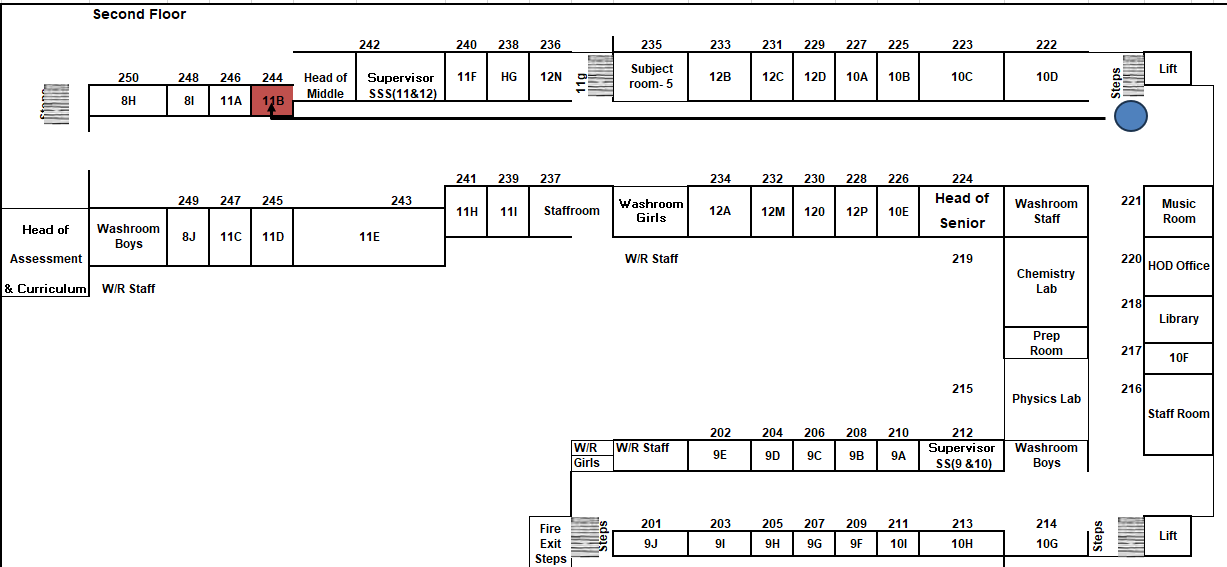 Second Floor
242 240 238 236 235 233 231 229 227 225 223 222
250 248 246 244
Head of Middle
Supervisor SSS(11&12)
11F HG 12N
11g
Subject room- 5
12B 12C 12D 10A 10B 10C 10D
Steps
Lift
Steps
8H 8I 11A 11B
241 239 237 234 232 230 228 226 224
249 247 245 243
221
220
218
217
216
11H 11I Staffroom
Washroom Girls
12A 12M 120 12P 10E
Head of Senior
Washroom Staff
Music Room
Head of Assessment & Curriculum
Washroom Boys
8J 11C 11D 11E
W/R Staff
W/R Staff
219
Chemistry Lab
HOD Office
Library
Prep Room
10F
215
Physics Lab
Staff Room
202 204 206 208 210 212
W/R Girls
W/R Staff
9E 9D 9C 9B 9A
Supervisor SS(9 &10)
Washroom Boys
201 203 205 207 209 211 213 214
Fire Exit Steps
Steps
9J 9I 9H 9G 9F 10I 10H 10G
Steps
Lift